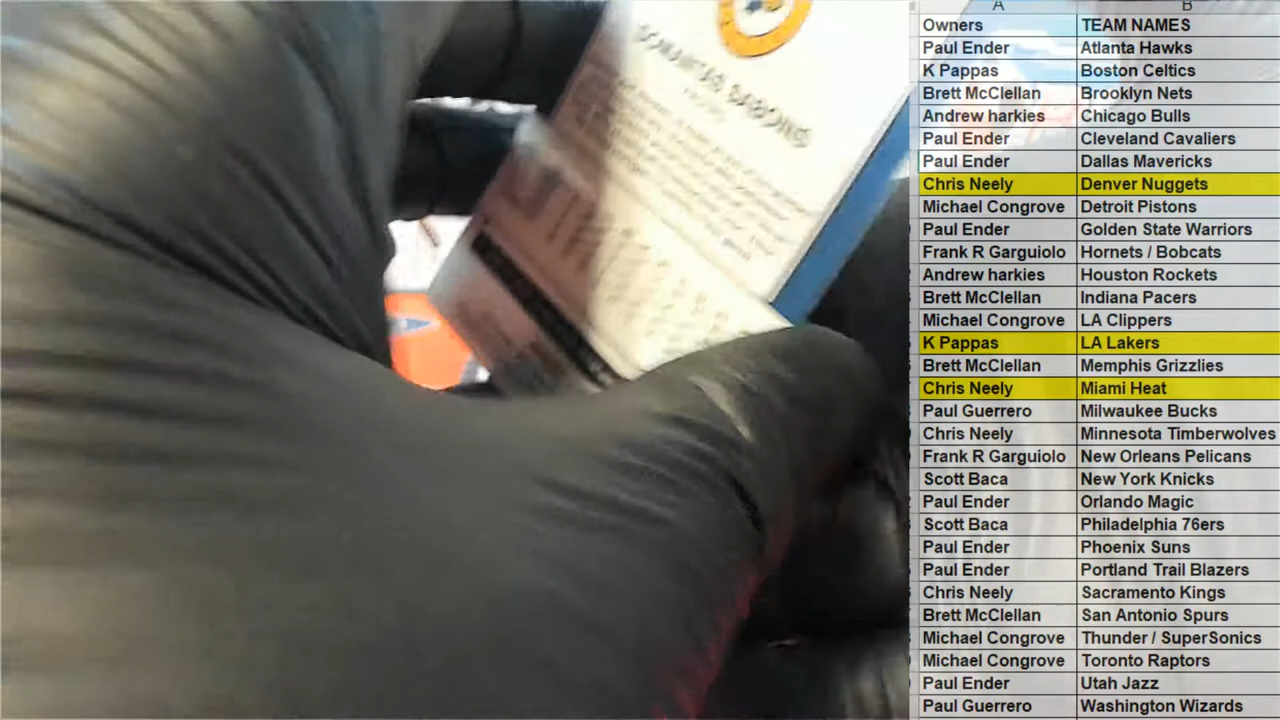 A B
Owners TEAM NAMES
Paul Ender Atlanta Hawks
K Pappas Boston Celtics
Brett McClellan Brooklyn Nets
Andrew harkies Chicago Bulls
Paul Ender Cleveland Cavaliers
Paul Ender Dallas Mavericks
Chris Neely Denver Nuggets
Michael Congrove Detroit Pistons
Paul Ender Golden State Warriors
Frank R Garguiolo Hornets / Bobcats
Andrew harkies Houston Rockets
Brett McClellan Indiana Pacers
Michael Congrove LA Clippers
K Pappas LA Lakers
Brett McClellan Memphis Grizzlies
Chris Neely Miami Heat
Paul Guerrero Milwaukee Bucks
Chris Neely Minnesota Timberwolves
Frank R Garguiolo New Orleans Pelicans
Scott Baca New York Knicks
Paul Ender Orlando Magic
Scott Baca Philadelphia 76ers
Paul Ender Phoenix Suns
Paul Ender Portland Trail Blazers
Chris Neely Sacramento Kings
Brett McClellan San Antonio Spurs
Michael Congrove Thunder / SuperSonics
Michael Congrove Toronto Raptors
Paul Ender Utah Jazz
Paul Guerrero Washington Wizards
DOMANTAS SABONIS